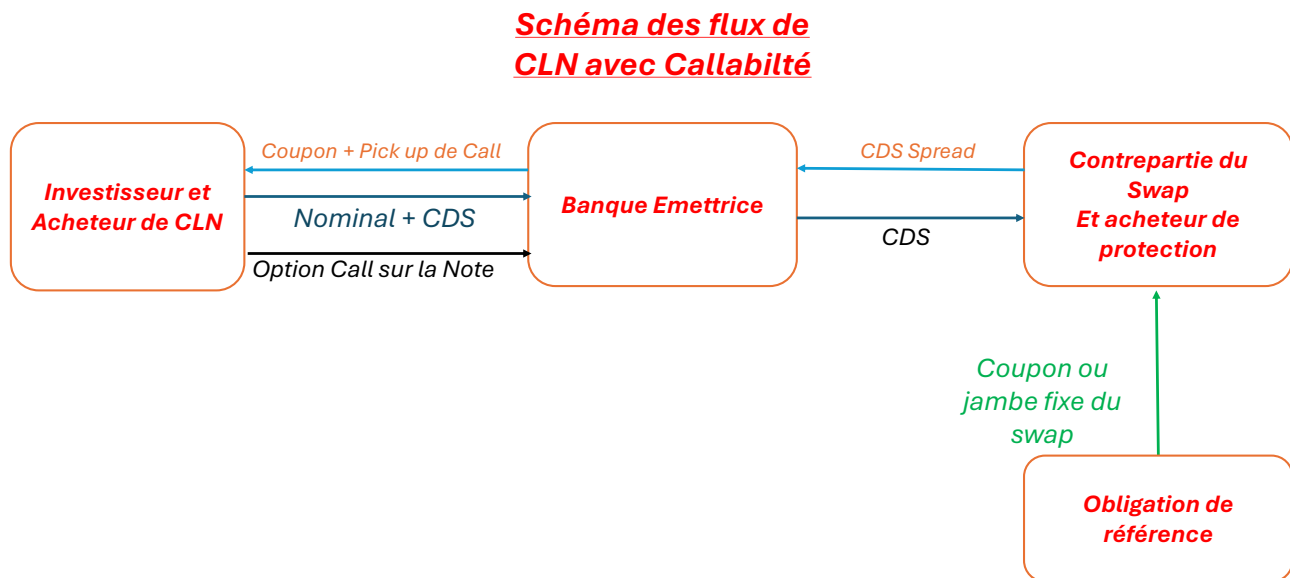 Schéma des flux de
CLN avec Callabilté
Coupon + Pick up de Call
CDS Spread
Investisseur et
Acheteur de CLN
Nominal + CDS
Option Call sur la Note
Banque Emettrice
CDS
Contrepartie du
Swap
Et acheteur de
protection
Coupon ou
jambe fixe du
swap
Obligation de
référence